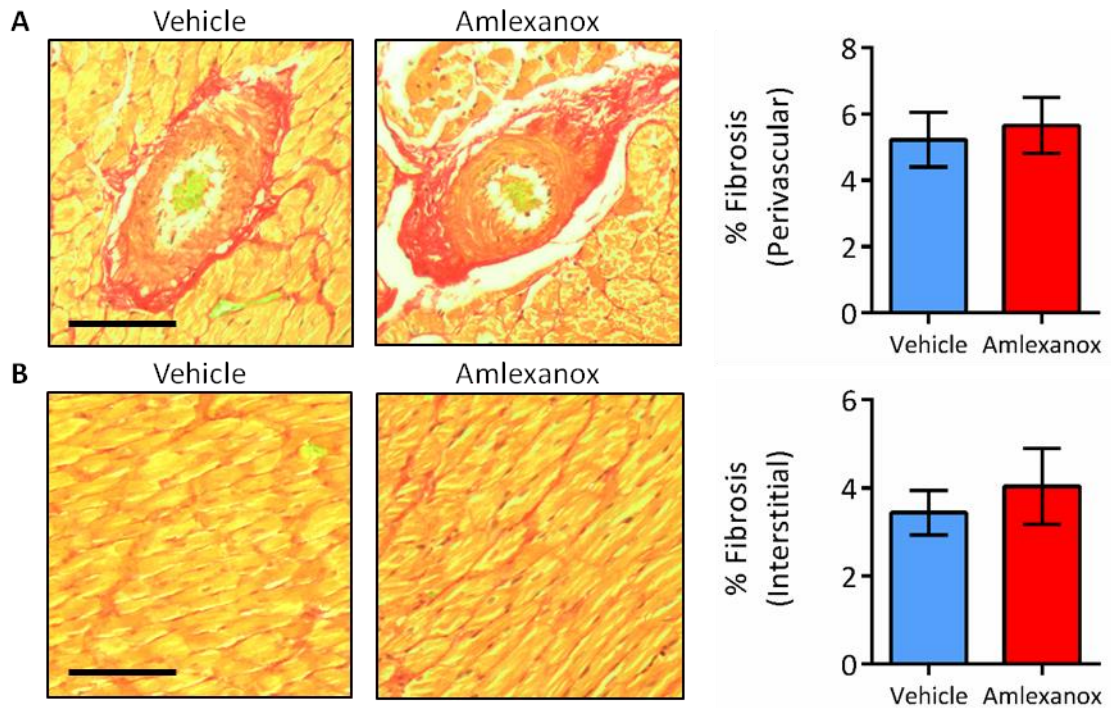 A
Vehicle
Amlexanox
% Fibrosis
(Perivascular)
8
6
4
2
0
Vehicle
Amlexanox
B
Vehicle
Amlexanox
% Fibrosis
(Interstitial)
6
4
2
0
Vehicle
Amlexanox